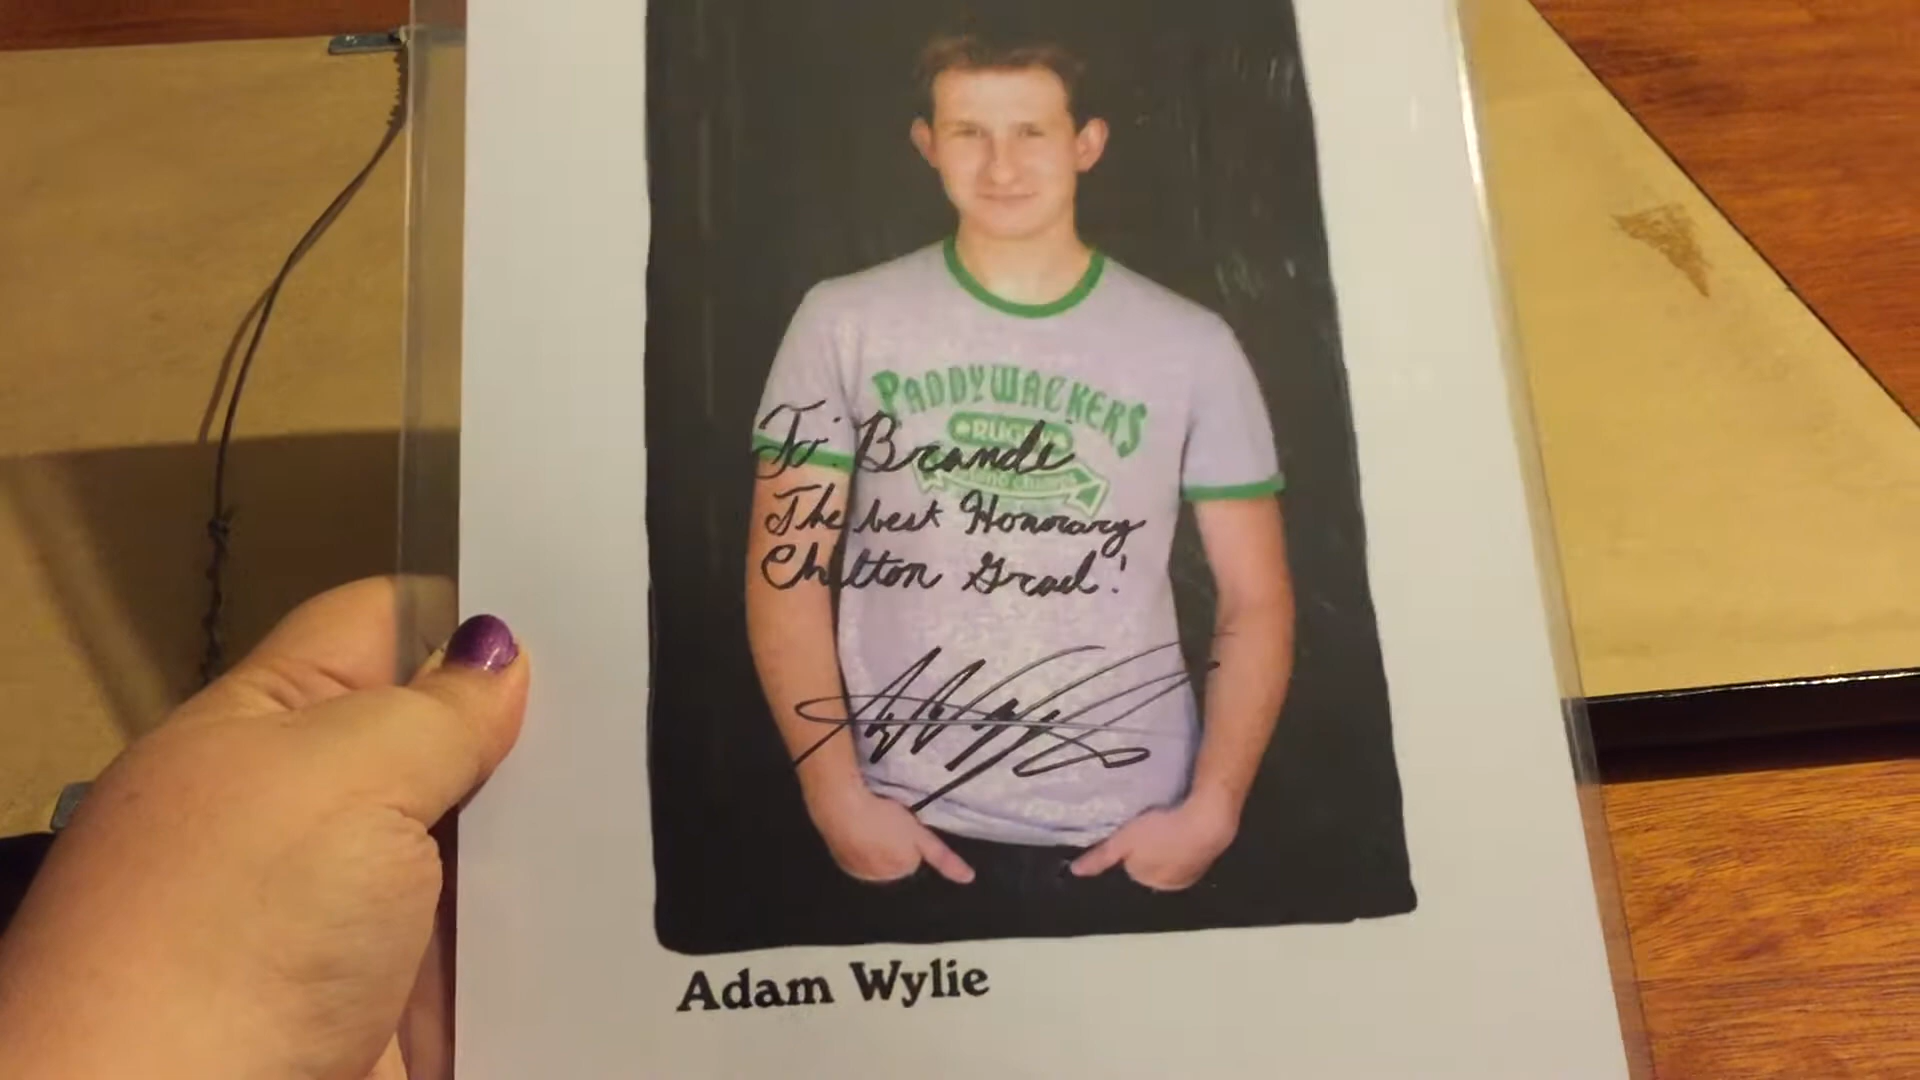 PADDYWACKERS
RUGBY
To: Brande
The best Honorary
Chilton Grad!
Adam Wylie